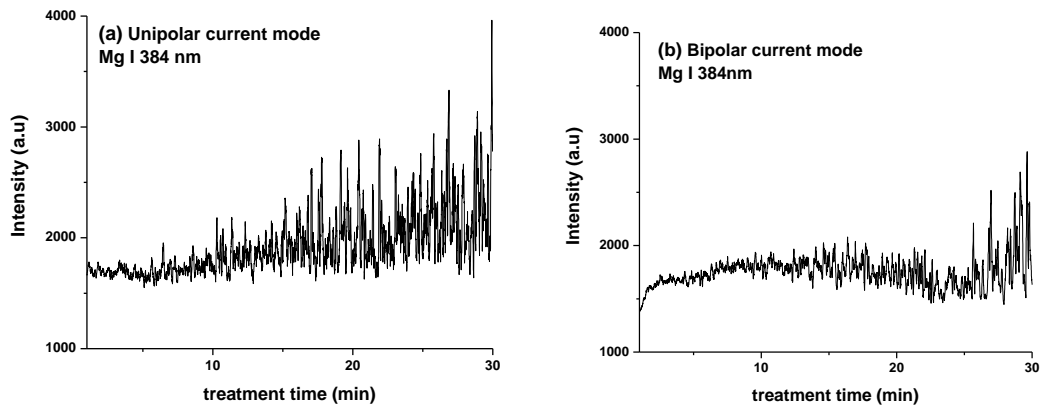 4000
(a) Unipolar current mode
Mg I 384 nm
3000
2000
1000
10
20
30
Intensity (a.u)
treatment time (min)
4000
(b) Bipolar current mode
Mg I 384nm
3000
2000
1000
10
20
30
Intensity (a.u)
treatment time (min)